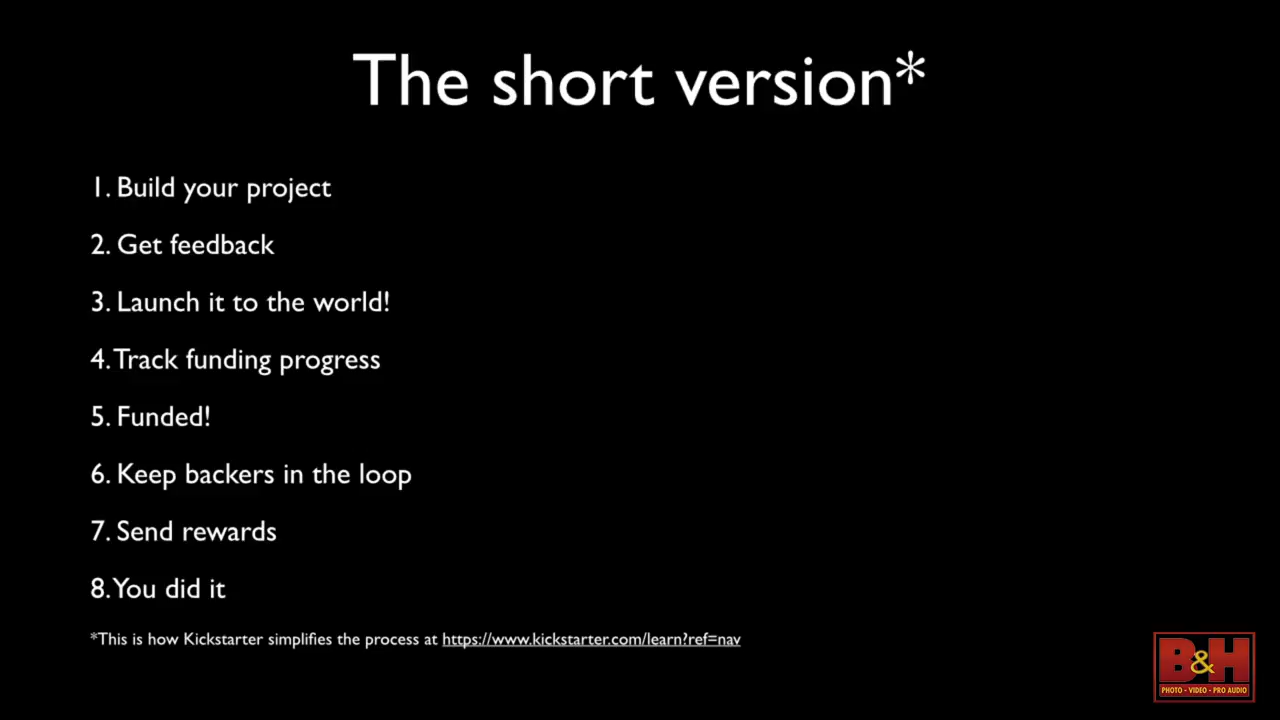 The short version*
1. Build your project
2. Get feedback
3. Launch it to the world!
4. Track funding progress
5. Funded!
6. Keep backers in the loop
7. Send rewards
8. You did it
*This is how Kickstarter simplifies the process at https://www.kickstarter.com/learn?ref=nav
B&H
PHOTO - VIDEO - PRO AUDIO